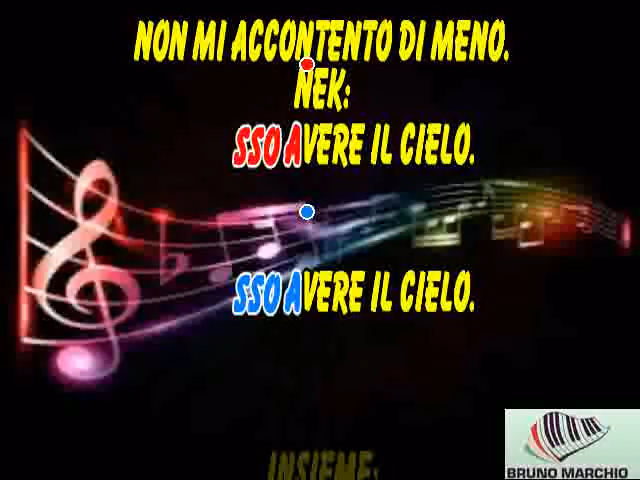 NON MI ACCONTENTO DI MENO.
NEK:
SSO AVERE IL CIELO.
SSO AVERE IL CIELO.
INSIEME:
BRUNO MARCHIO